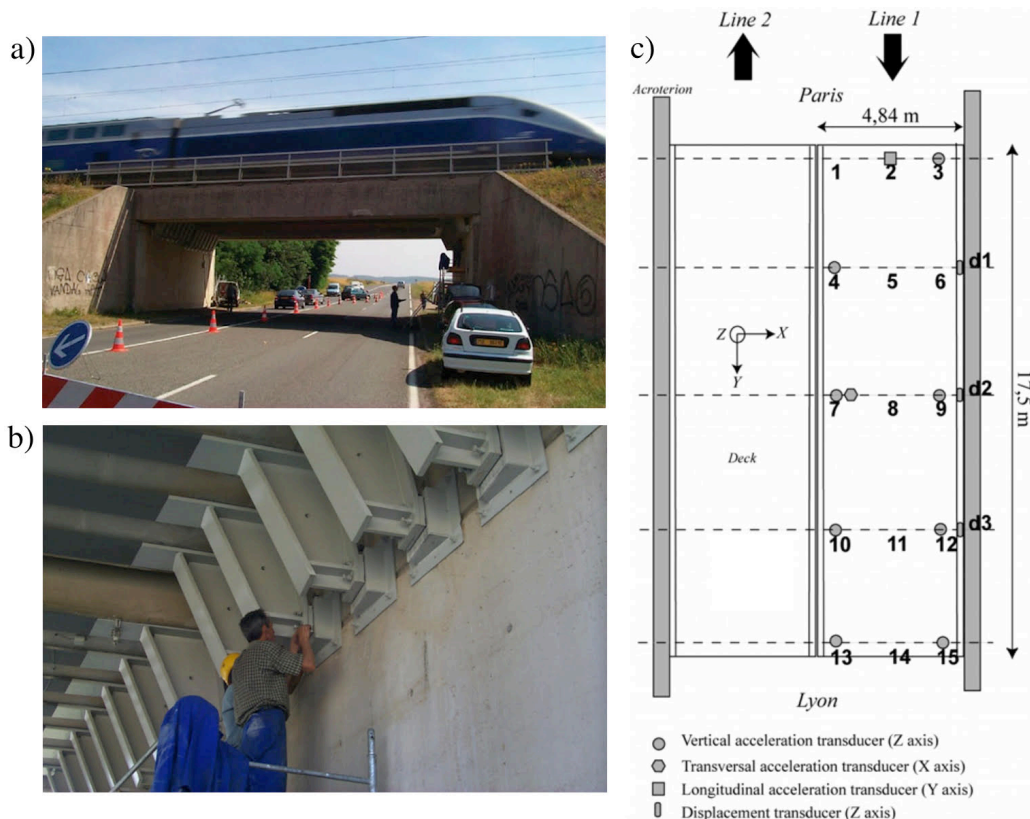 a)
b)
c)
Line 2
Line 1
Acroterion
Paris
4,84 m
1
2
3
d1
4
5
6
Z
X
Y
17,5 m
d2
7
8
9
Deck
d3
10
11
12
13
14
15
Lyon
Vertical acceleration transducer (Z axis)
Transversal acceleration transducer (X axis)
Longitudinal acceleration transducer (Y axis)
Displacement transducer (Z axis)